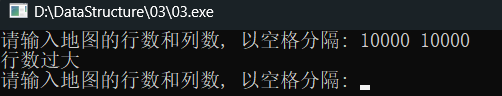 D:\DataStructure\03\03.exe
请输入地图的行数和列数, 以空格分隔: 10000 10000
行数过大
请输入地图的行数和列数, 以空格分隔: